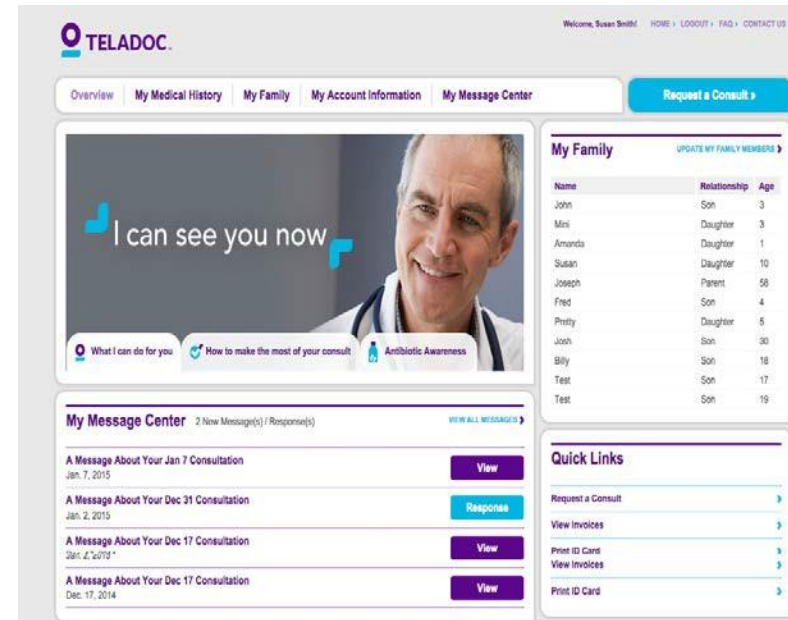 Welcome, Susan Smith! HOME › LOGOUT › FAQ › CONTACT US
TELADOC.
Overview My Medical History My Family My Account Information My Message Center Request a Consult ›
I can see you now
What I can do for you How to make the most of your consult Antibiotic Awareness
My Family UPDATE MY FAMILY MEMBERS ›
Name Relationship Age
John Son 3
Mini Daughter 3
Amanda Daughter 1
Susan Daughter 10
Joseph Parent 58
Fred Son 4
Pretty Daughter 5
Josh Son 30
Billy Son 18
Test Son 17
Test Son 19
My Message Center 2 New Message(s) / Response(s) VIEW ALL MESSAGES ›
A Message About Your Jan 7 Consultation View
Jan. 7, 2015
A Message About Your Dec 31 Consultation Response
Jan. 2, 2015
A Message About Your Dec 17 Consultation View
A Message About Your Dec 17 Consultation View
Dec. 17, 2014
Quick Links
Request a Consult ›
View Invoices ›
Print ID Card ›
View Invoices ›
Print ID Card ›